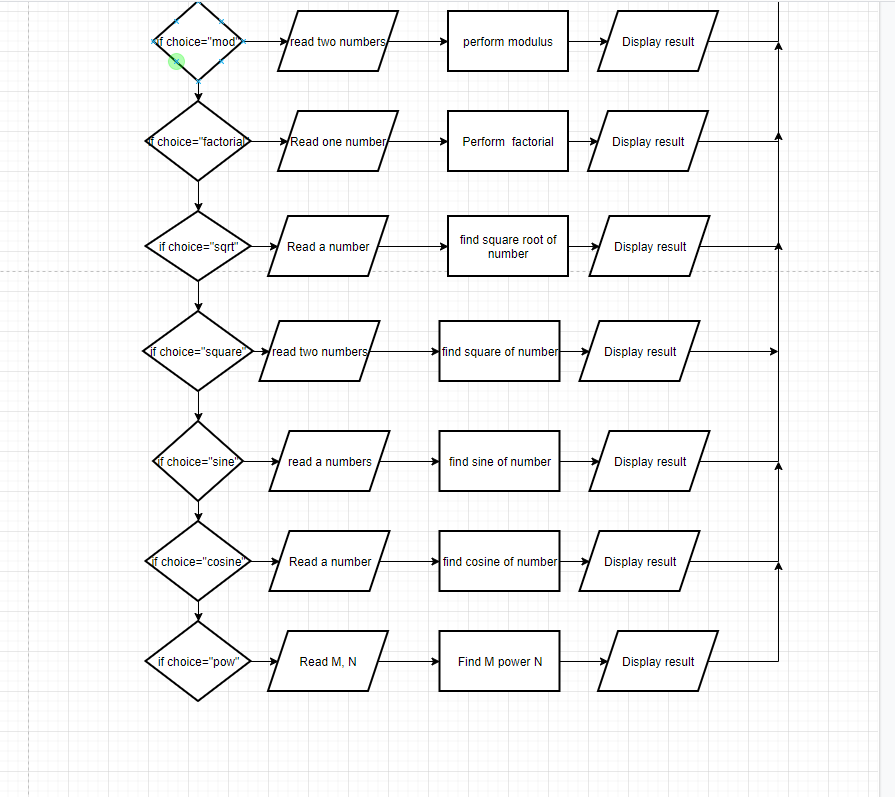 if choice="mod"
read two numbers
perform modulus
Display result
if choice="factorial"
Read one number
Perform factorial
Display result
if choice="sqrt"
Read a number
find square root of
number
Display result
if choice="square"
read two numbers
find square of number
Display result
if choice="sine"
read a numbers
find sine of number
Display result
if choice="cosine"
Read a number
find cosine of number
Display result
if choice="pow"
Read M, N
Find M power N
Display result